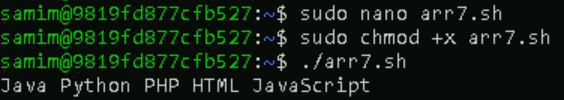 samim@9819fd877cfb527:~$ sudo nano arr7.sh
samim@9819fd877cfb527:~$ sudo chmod +x arr7.sh
samim@9819fd877cfb527:~$ ./arr7.sh
Java Python PHP HTML JavaScript